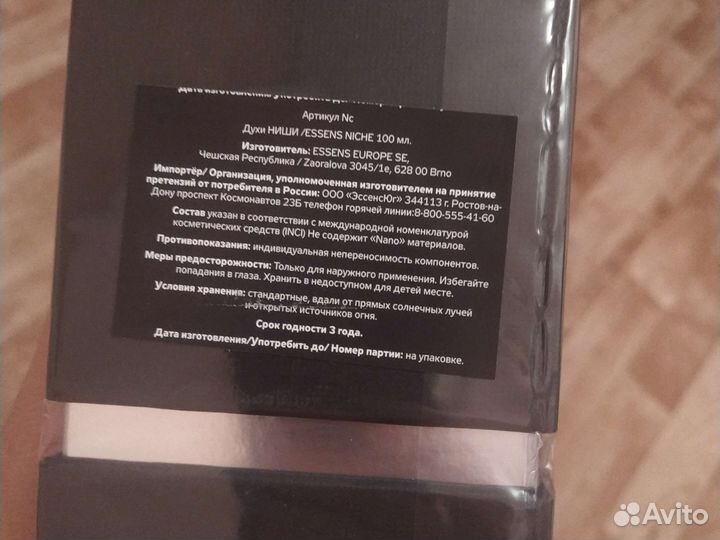 Дата изготовления/Употребить до/ Номер
Артикул Nc
Духи НИШИ /ESSENS NICHE 100 мл.
Изготовитель: ESSENS EUROPE SE,
Чешская Республика / Zaoralova 3045/1e, 628 00 Brno
Импортёр/ Организация, уполномоченная изготовителем на принятие
претензий от потребителя в России: ООО «ЭссенсЮг» 344113 г. Ростов-на-
Дону проспект Космонавтов 23Б телефон горячей линии:8-800-555-41-60
Состав указан в соответствии с международной номенклатурой
косметических средств (INCI) Не содержит «Nano» материалов.
Противопоказания: индивидуальная непереносимость компонентов.
Меры предосторожности: Только для наружного применения. Избегайте
попадания в глаза. Хранить в недоступном для детей месте.
Условия хранения: стандартные, вдали от прямых солнечных лучей
и открытых источников огня.
Срок годности 3 года.
Дата изготовления/Употребить до/ Номер партии: на упаковке.
Avito